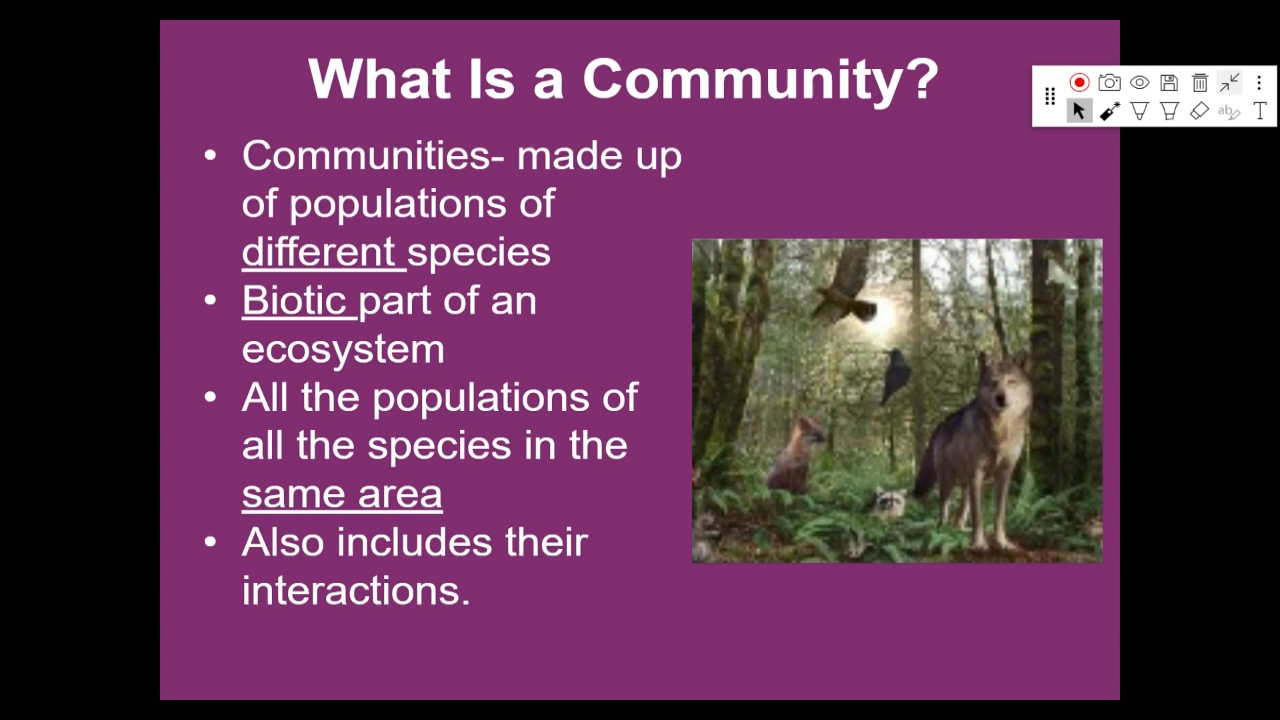 What Is a Community?
• Communities- made up
of populations of
different species
• Biotic part of an
ecosystem
• All the populations of
all the species in the
same area
• Also includes their
interactions.
ab
T